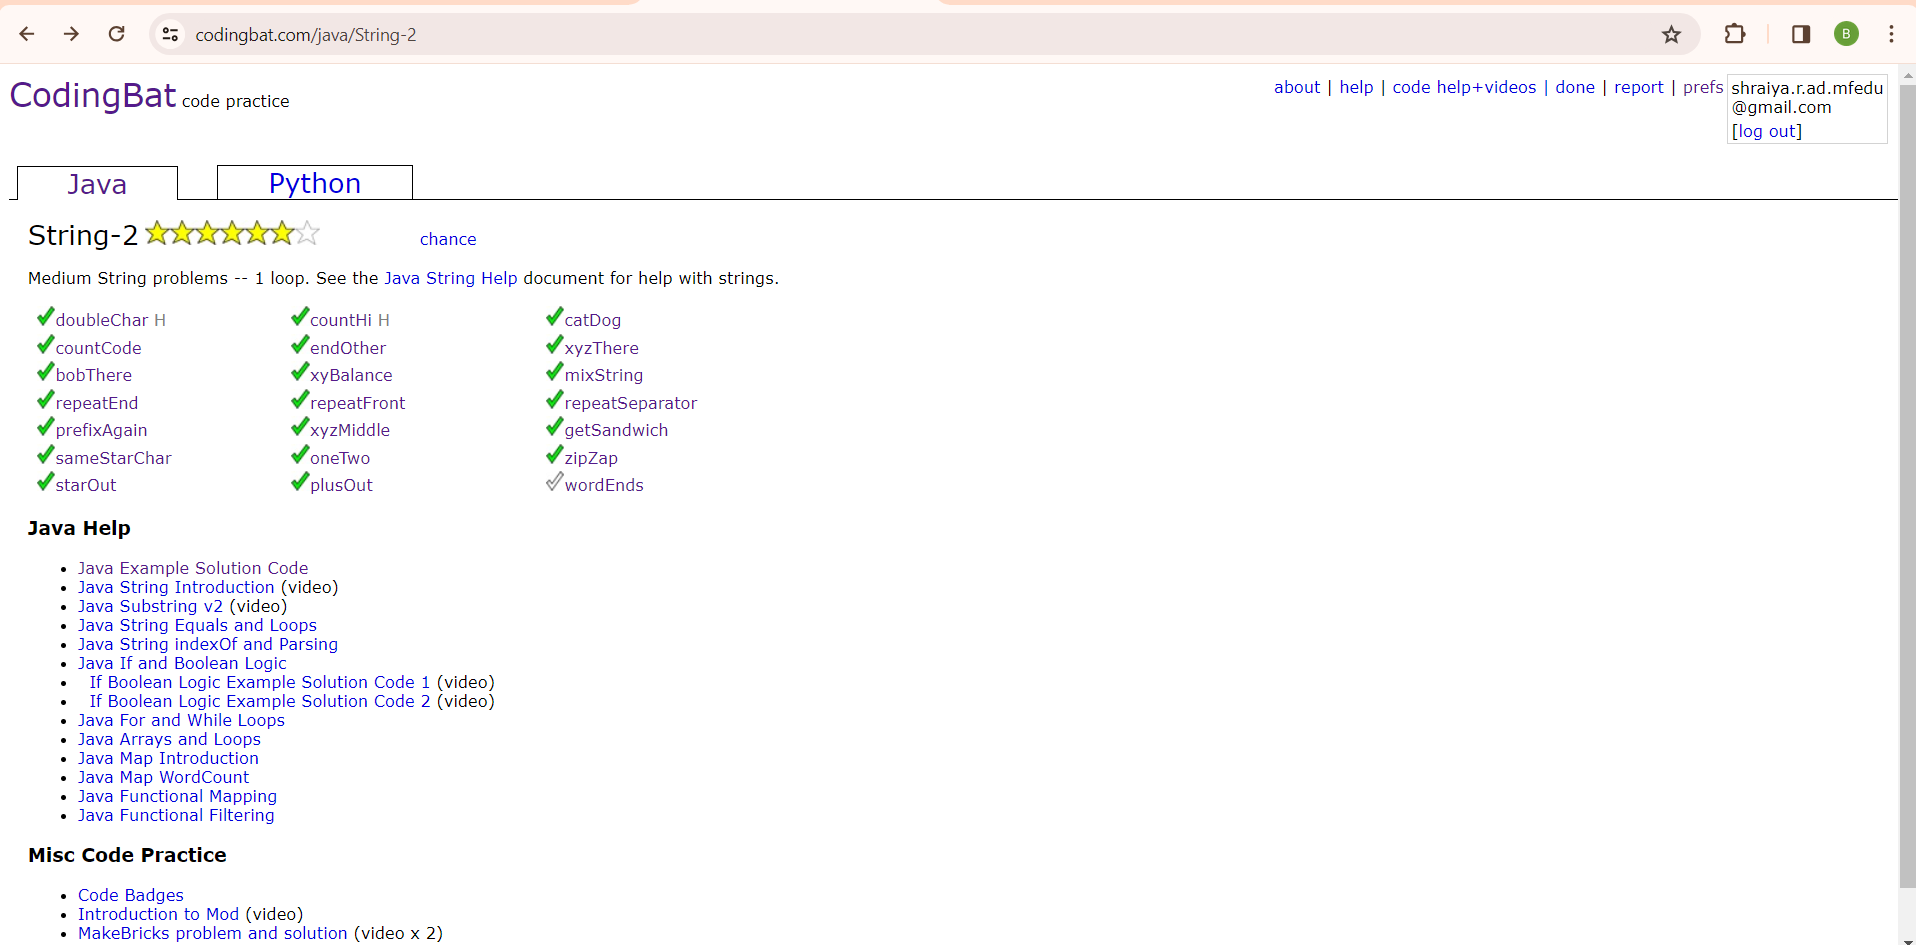 codingbat.com/java/String-2
B
CodingBat code practice
about | help | code help+videos | done | report | prefs
shraiya.r.ad.mfedu
@gmail.com
[log out]
Java
Python
String-2
chance
Medium String problems -- 1 loop. See the Java String Help document for help with strings.
doubleChar H countHi H catDog
countCode endOther xyzThere
bobThere xyBalance mixString
repeatEnd repeatFront repeatSeparator
prefixAgain xyzMiddle getSandwich
sameStarChar oneTwo zipZap
starOut plusOut wordEnds
Java Help
Java Example Solution Code
Java String Introduction (video)
Java Substring v2 (video)
Java String Equals and Loops
Java String indexOf and Parsing
Java If and Boolean Logic
If Boolean Logic Example Solution Code 1 (video)
If Boolean Logic Example Solution Code 2 (video)
Java For and While Loops
Java Arrays and Loops
Java Map Introduction
Java Map WordCount
Java Functional Mapping
Java Functional Filtering
Misc Code Practice
Code Badges
Introduction to Mod (video)
MakeBricks problem and solution (video x 2)